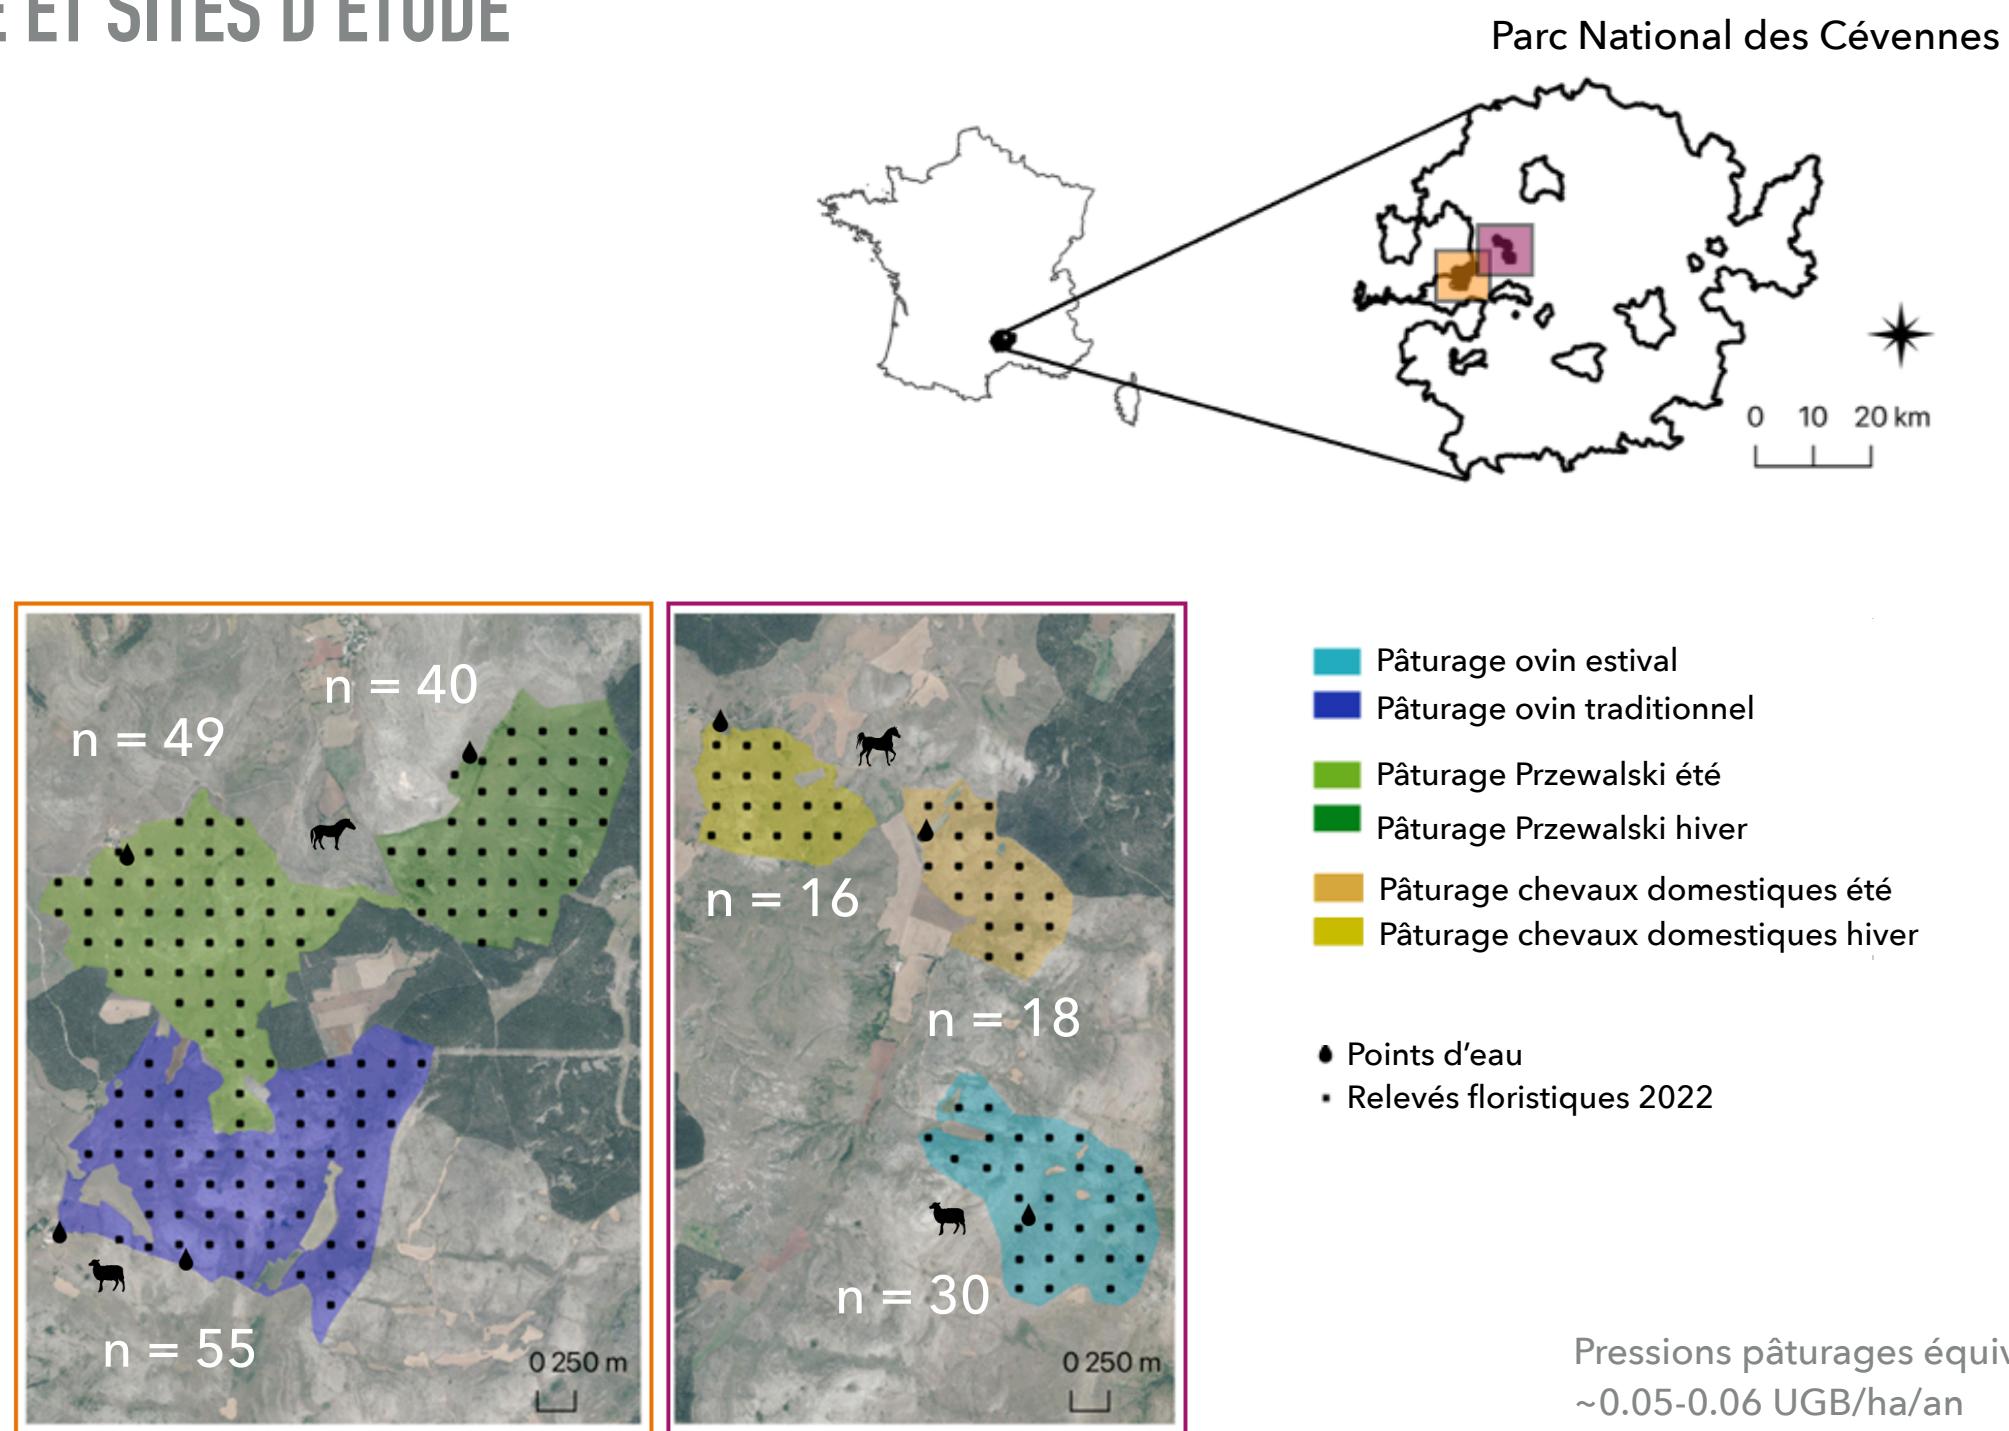 ET SITES D'ÉTUDE
Parc National des Cévennes
0 10 20 km
n = 40
n = 49
n = 55
0 250 m
n = 16
n = 18
n = 30
0 250 m
Pâturage ovin estival
Pâturage ovin traditionnel
Pâturage Przewalski été
Pâturage Przewalski hiver
Pâturage chevaux domestiques été
Pâturage chevaux domestiques hiver
Points d'eau
Relevés floristiques 2022
Pressions pâturages
~0.05-0.06 UGB/ha/an